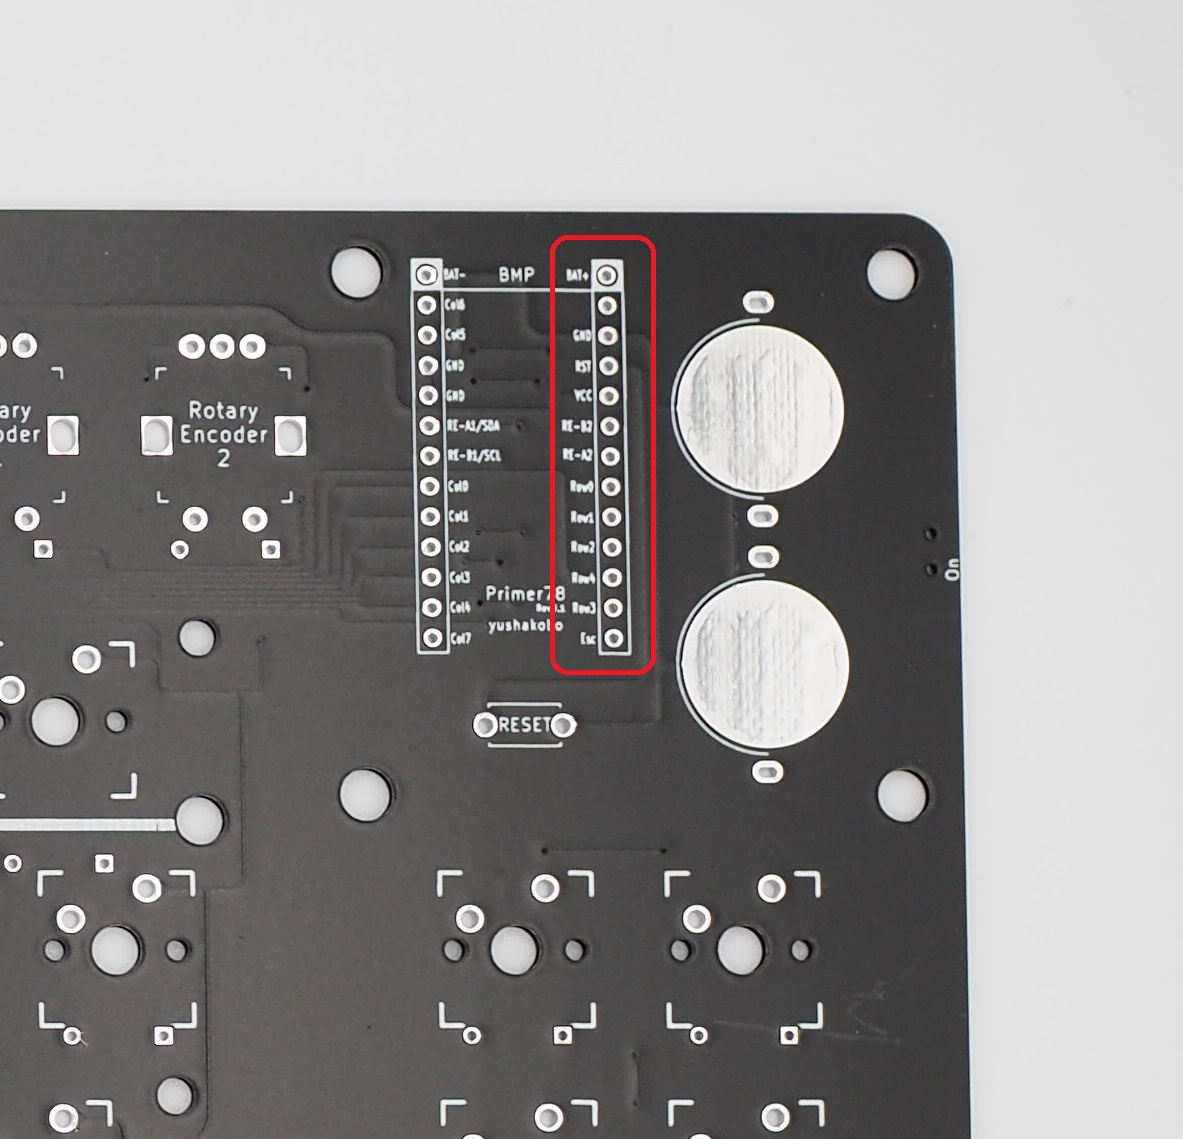 BAT-
BMP
BAT+
Col6
Col5
GND
GND
RST
GND
VCC
RE-A1/SDA
RE-B2
RE-B1/SCL
RE-A2
Col0
Row0
Col1
Row1
Col2
Row2
Col3
Row4
Col4
Row3
Col7
Esc
Primer78
yushakobo
RESET
Rotary
Encoder
2
ary
oder
On